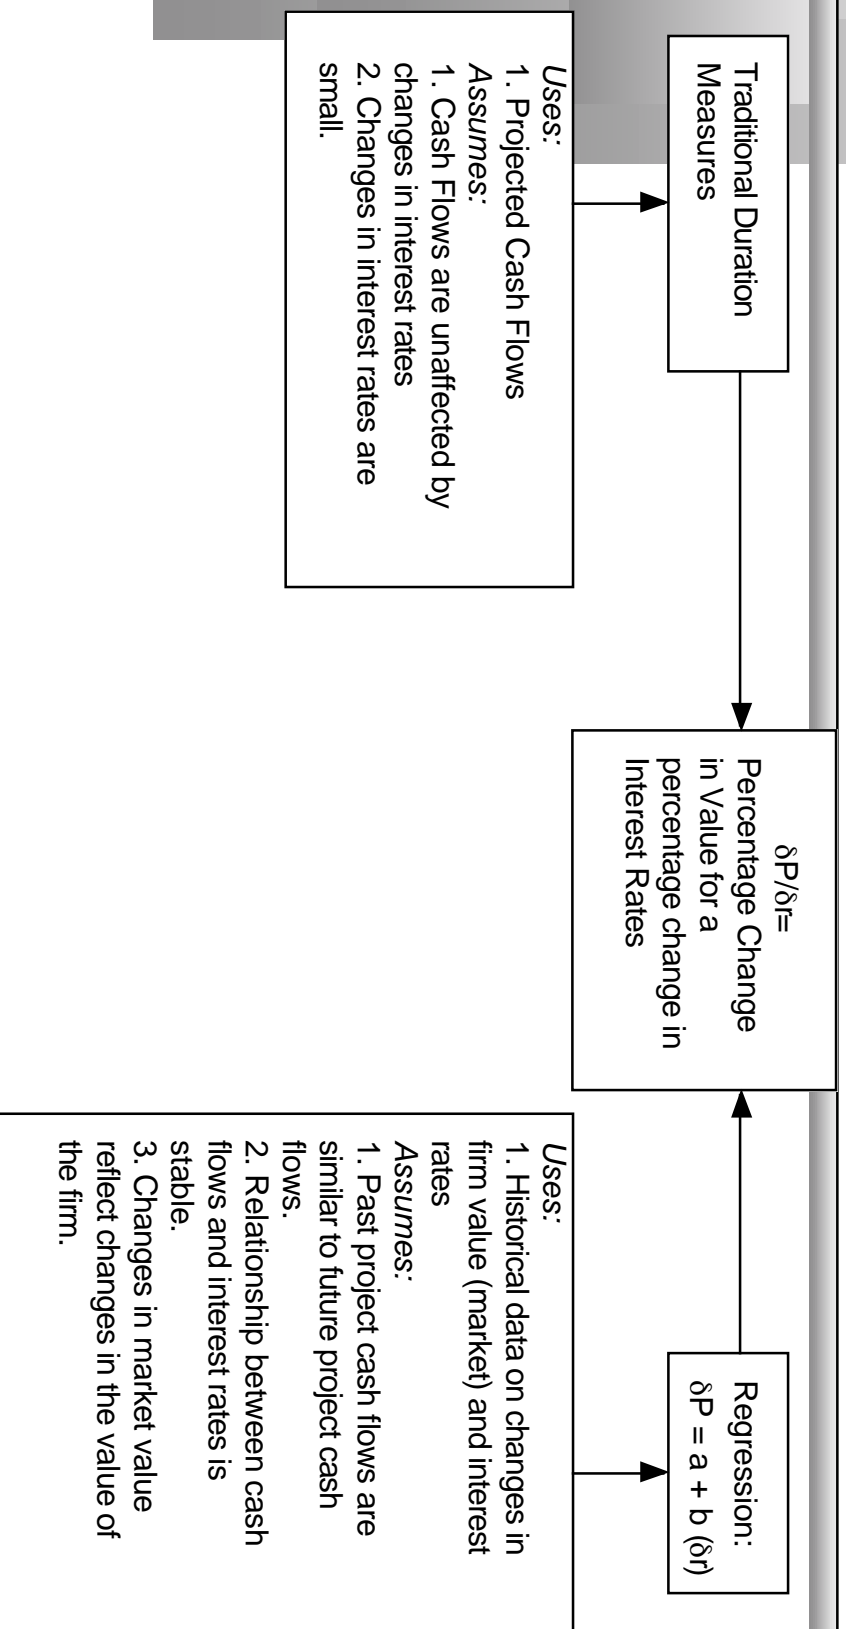 Traditional Duration
Measures
δP/δr=
Percentage Change
in Value for a
percentage change in
Interest Rates
Regression:
δP = a + b (δr)
Uses:
1. Projected Cash Flows
Assumes:
1. Cash Flows are unaffected by
changes in interest rates
2. Changes in interest rates are
small.
Uses:
1. Historical data on changes in
firm value (market) and interest
rates
Assumes:
1. Past project cash flows are
similar to future project cash
flows.
2. Relationship between cash
flows and interest rates is
stable.
3. Changes in market value
reflect changes in the value of
the firm.